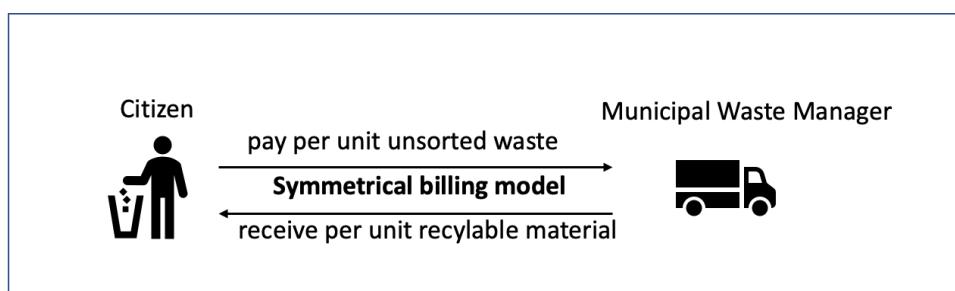 Citizen
Municipal Waste Manager
pay per unit unsorted waste
Symmetrical billing model
receive per unit recylable material